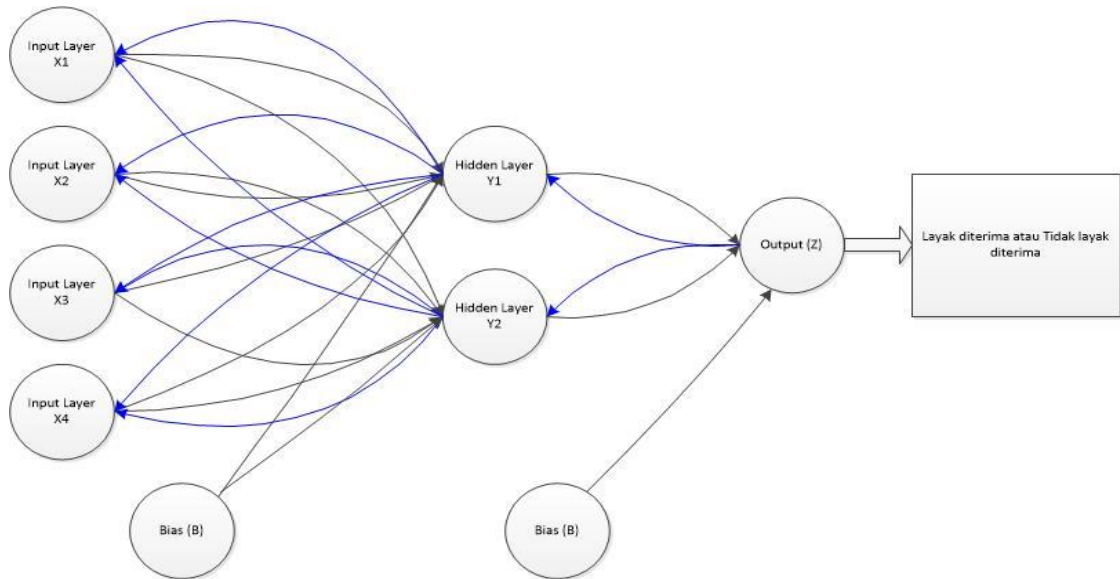 Input Layer
X1
Input Layer
X2
Input Layer
X3
Input Layer
X4
Hidden Layer
Y1
Hidden Layer
Y2
Output (Z)
Layak diterima atau Tidak layak
diterima
Bias (B)
Bias (B)